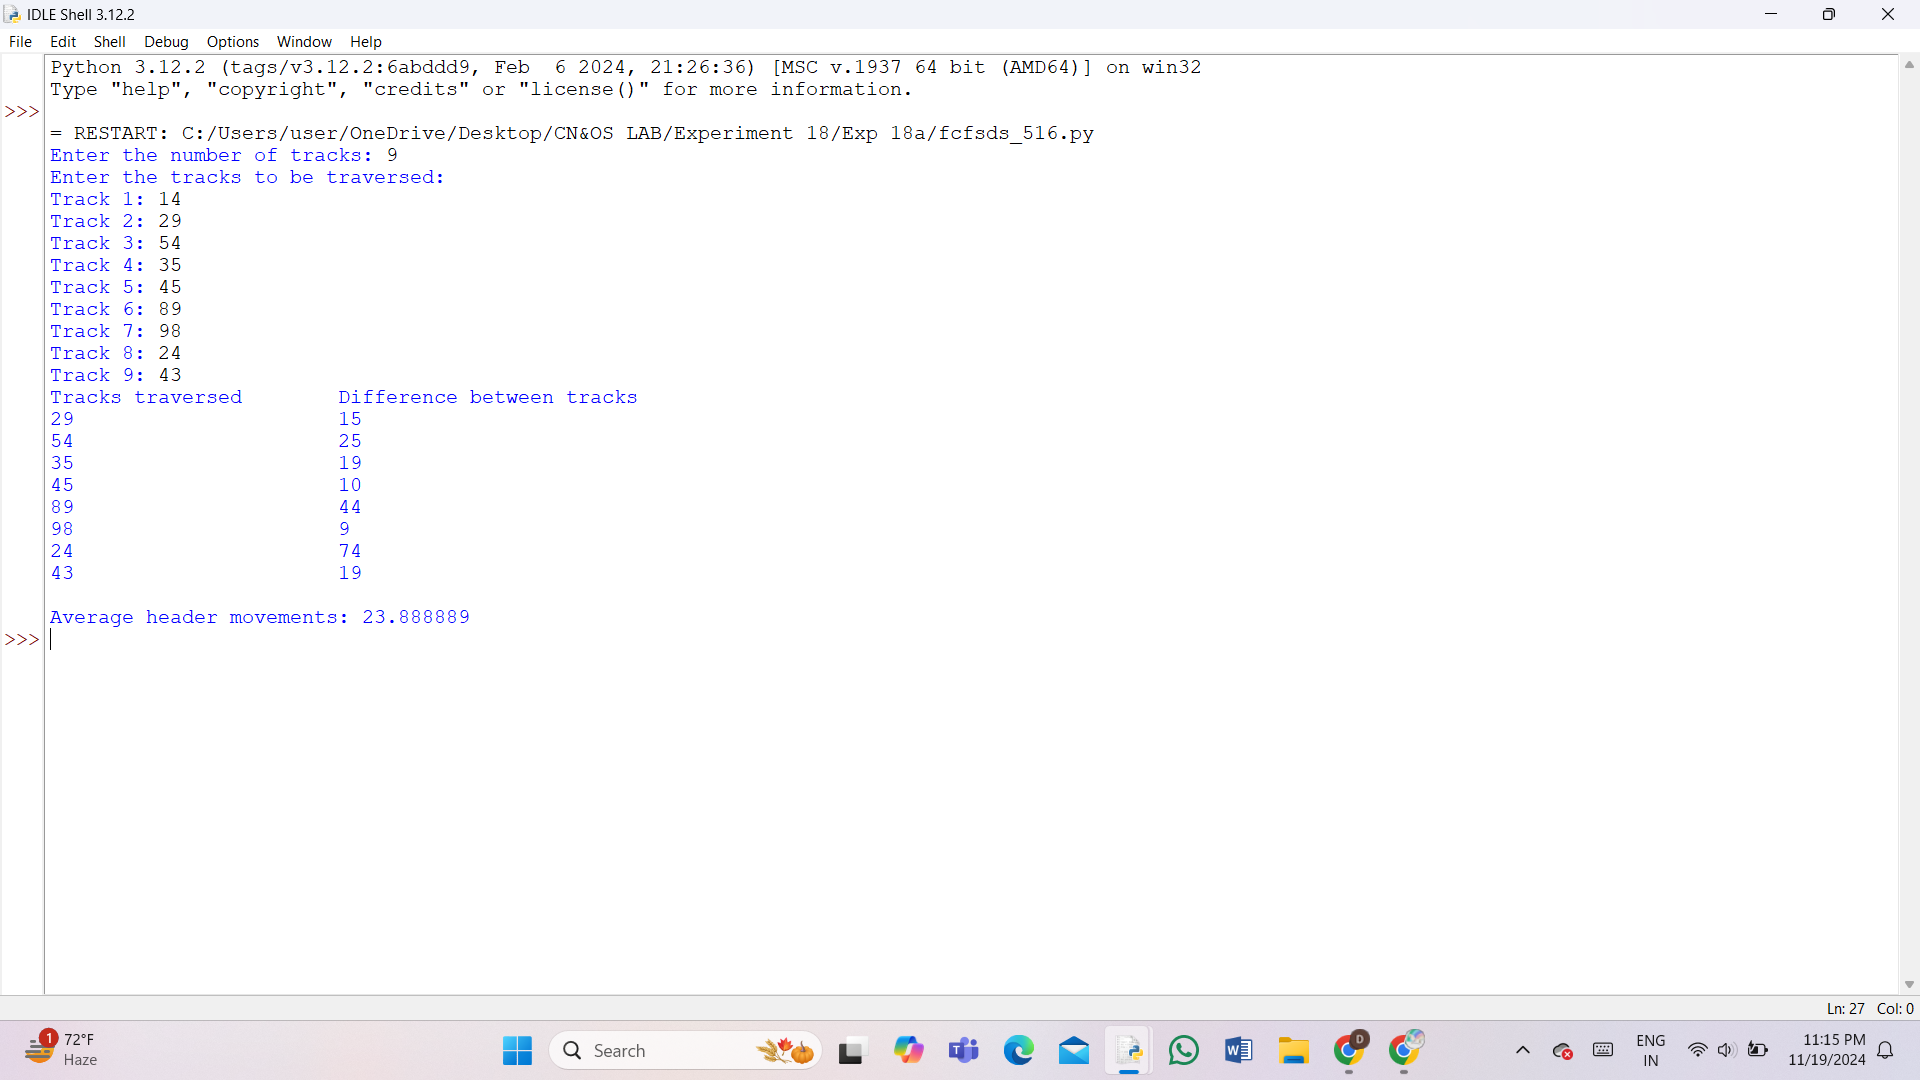 IDLE Shell 3.12.2
File Edit Shell Debug Options Window Help
Python 3.12.2 (tags/v3.12.2:6abddd9, Feb  6 2024, 21:26:36) [MSC v.1937 64 bit (AMD64)] on win32
Type "help", "copyright", "credits" or "license()" for more information.
>>>
= RESTART: C:/Users/user/OneDrive/Desktop/CN&OS LAB/Experiment 18/Exp 18a/fcfsds_516.py
Enter the number of tracks: 9
Enter the tracks to be traversed:
Track 1: 14
Track 2: 29
Track 3: 54
Track 4: 35
Track 5: 45
Track 6: 89
Track 7: 98
Track 8: 24
Track 9: 43
Tracks traversed        Difference between tracks
29                      15
54                      25
35                      19
45                      10
89                      44
98                      9
24                      74
43                      19
Average header movements: 23.888889
>>>
Ln: 27 Col: 0
1 72°F
Haze
Search
D
ENG
IN
11:15 PM
11/19/2024